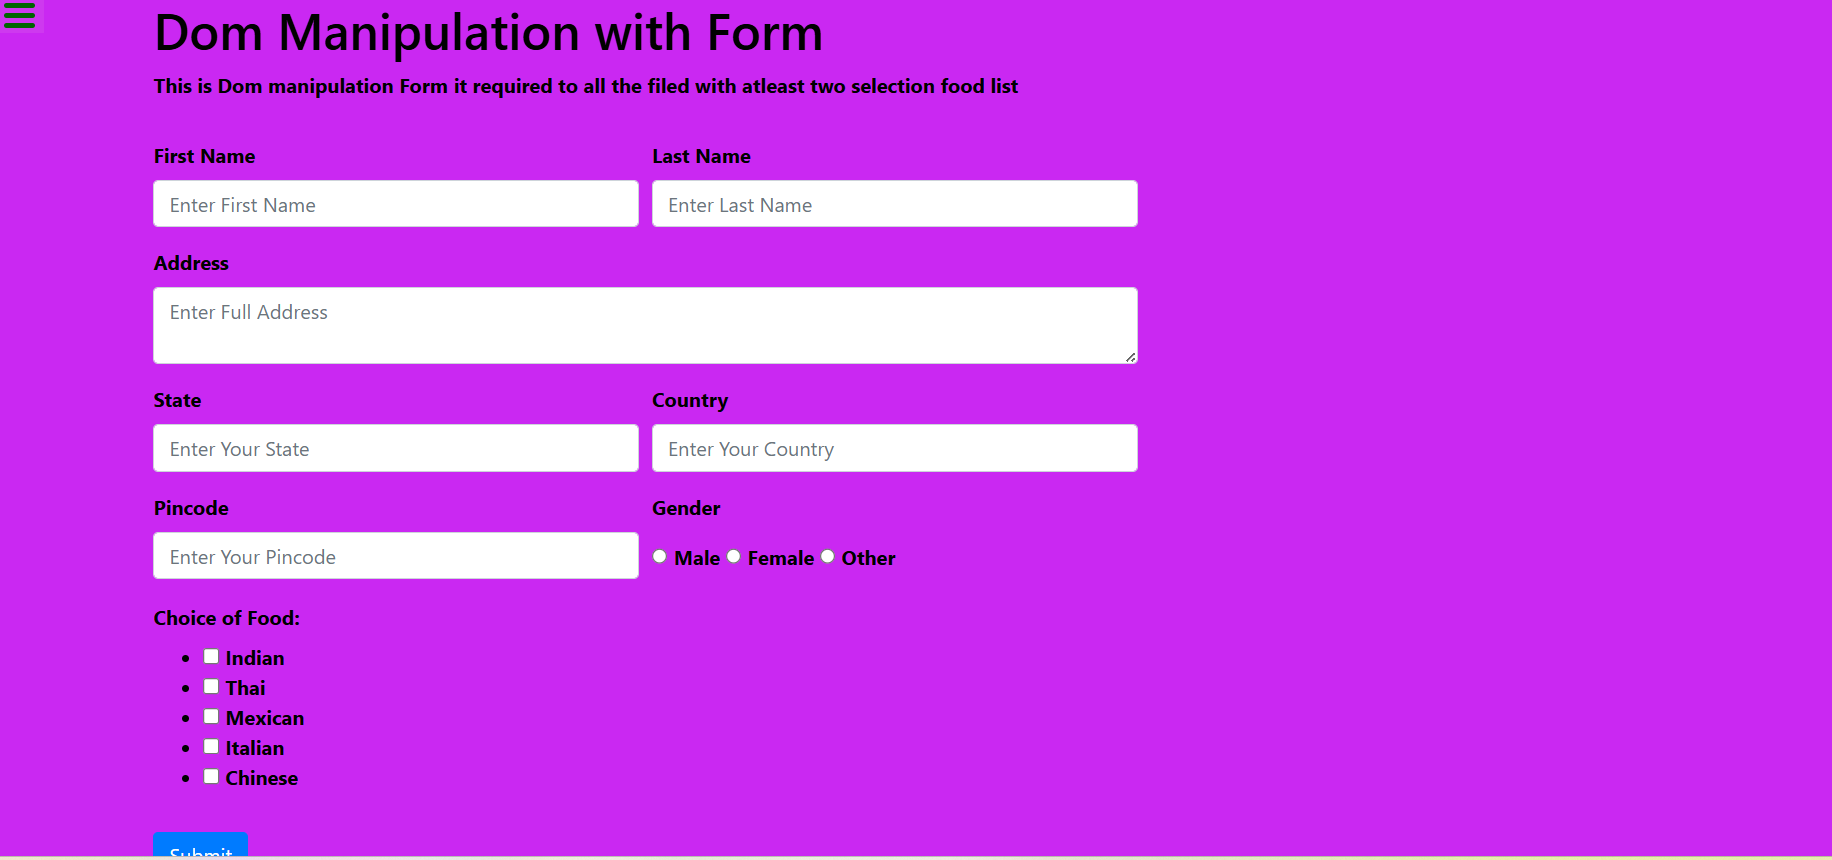 Dom Manipulation with Form
This is Dom manipulation Form it required to all the filed with atleast two selection food list
First Name Last Name
Enter First Name Enter Last Name
Address
Enter Full Address
State Country
Enter Your State Enter Your Country
Pincode Gender
Enter Your Pincode Male Female Other
Choice of Food:
Indian
Thai
Mexican
Italian
Chinese
Submit